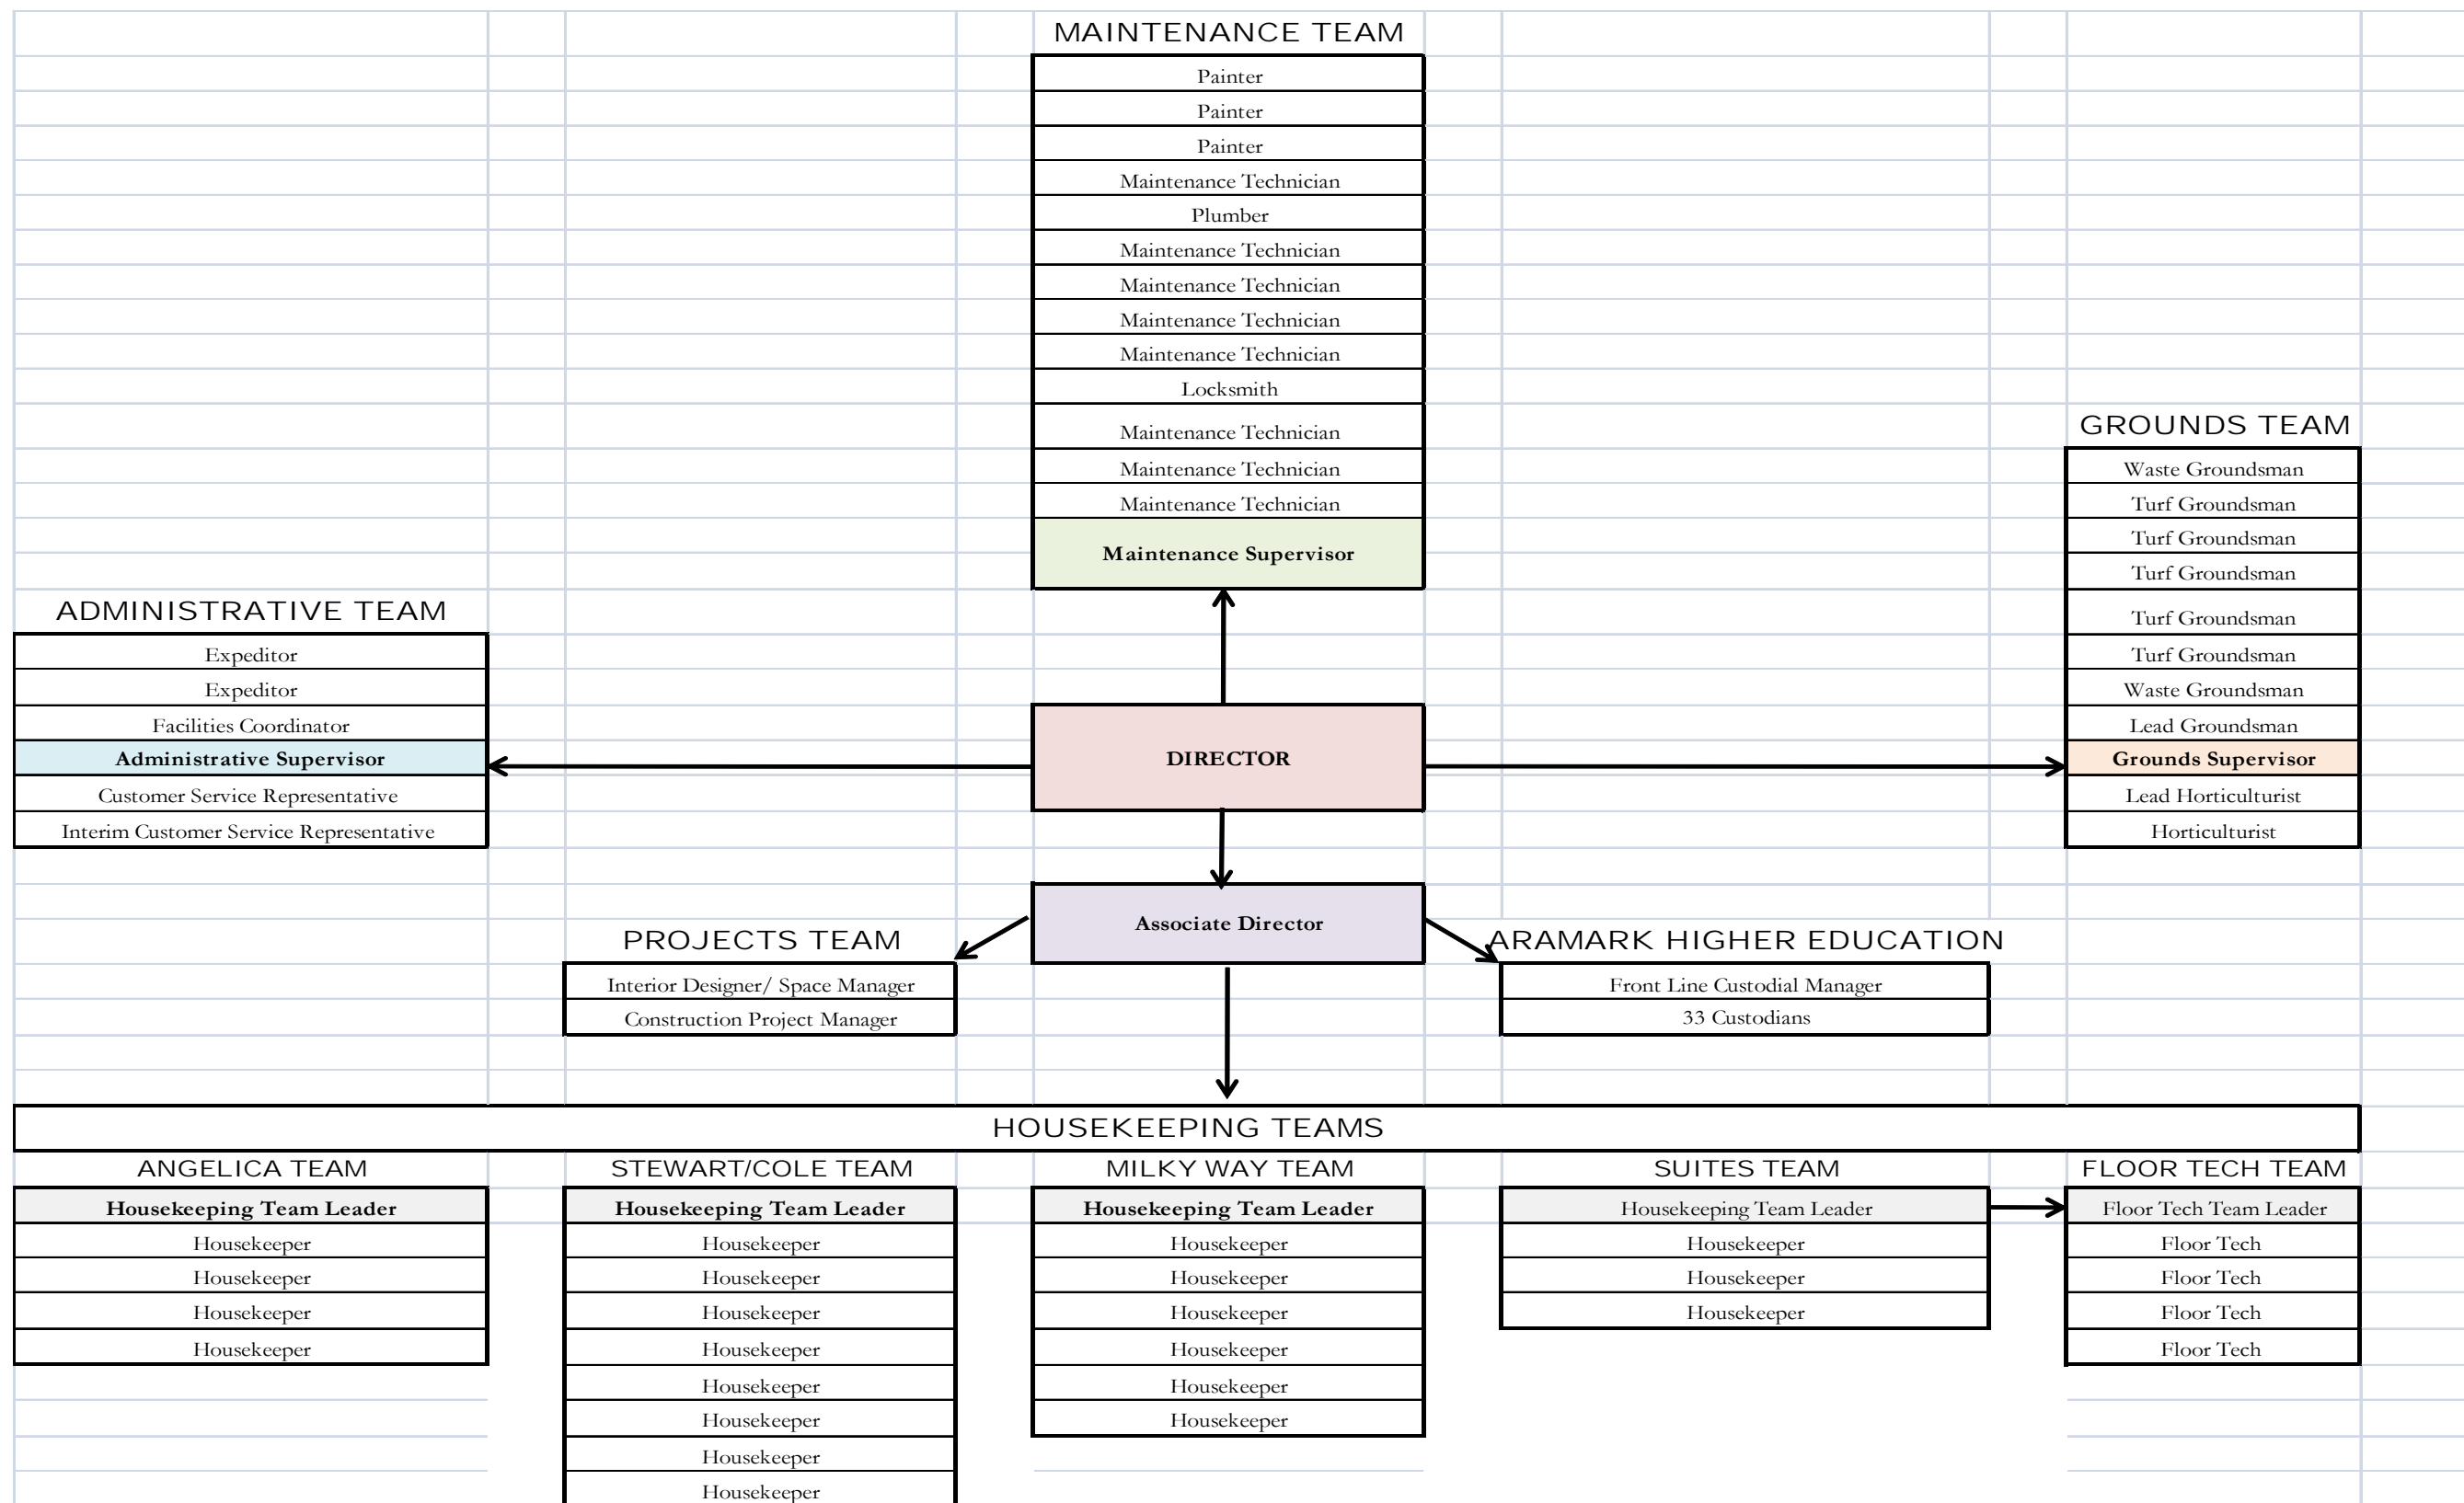 MAINTENANCE TEAM
Painter
Painter
Painter
Maintenance Technician
Plumber
Maintenance Technician
Maintenance Technician
Maintenance Technician
Maintenance Technician
Locksmith
Maintenance Technician
Maintenance Technician
Maintenance Technician
Maintenance Supervisor
GROUNDS TEAM
Waste Groundsman
Turf Groundsman
Turf Groundsman
Turf Groundsman
Turf Groundsman
Turf Groundsman
Waste Groundsman
Lead Groundsman
Grounds Supervisor
Lead Horticulturist
Horticulturist
ADMINISTRATIVE TEAM
Expeditor
Expeditor
Facilities Coordinator
Administrative Supervisor
Customer Service Representative
Interim Customer Service Representative
DIRECTOR
Associate Director
PROJECTS TEAM
Interior Designer/ Space Manager
Construction Project Manager
ARAMARK HIGHER EDUCATION
Front Line Custodial Manager
33 Custodians
HOUSEKEEPING TEAMS
ANGELICA TEAM
Housekeeping Team Leader
Housekeeper
Housekeeper
Housekeeper
Housekeeper
STEWART/COLE TEAM
Housekeeping Team Leader
Housekeeper
Housekeeper
Housekeeper
Housekeeper
Housekeeper
Housekeeper
Housekeeper
Housekeeper
MILKY WAY TEAM
Housekeeping Team Leader
Housekeeper
Housekeeper
Housekeeper
Housekeeper
Housekeeper
Housekeeper
SUITES TEAM
Housekeeping Team Leader
Housekeeper
Housekeeper
Housekeeper
FLOOR TECH TEAM
Floor Tech Team Leader
Floor Tech
Floor Tech
Floor Tech
Floor Tech